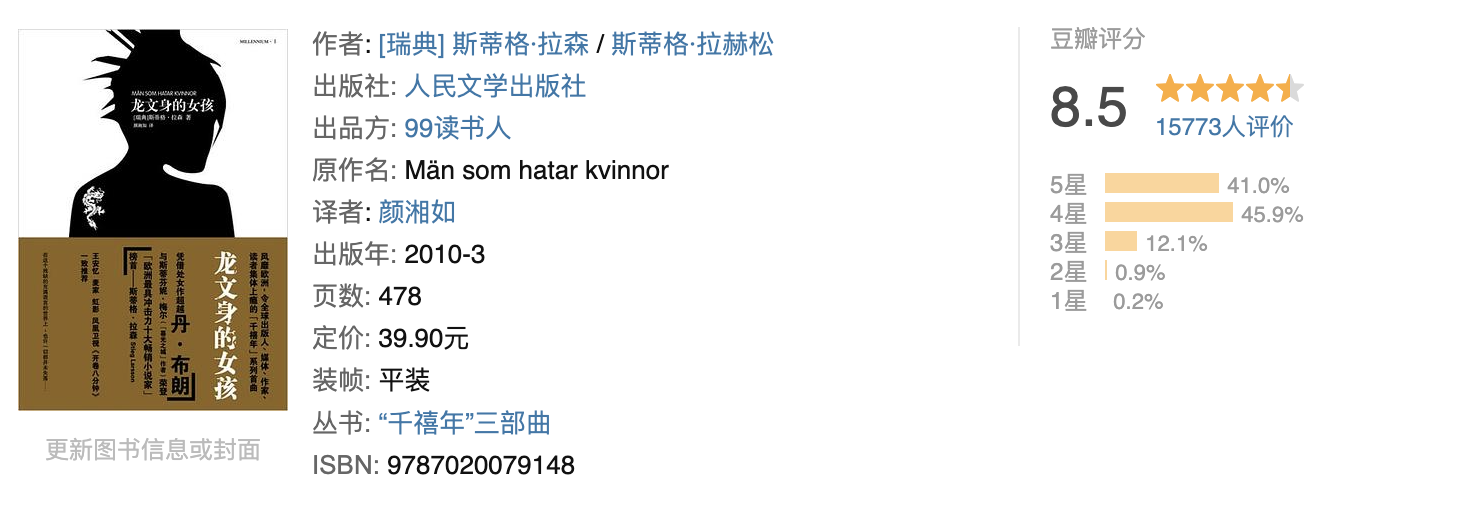 MILLENNIUM · I
MÄN SOM HATAR KVINNOR
龙文身的女孩
[瑞典]斯蒂格·拉森 著
颜湘如 译
风靡欧洲，令全球出版人、媒体、作家、
读者集体上瘾的「千禧年」系列首曲
龙文身的女孩
凭借处女作超越丹·布朗
与斯蒂芬妮·梅尔（「暮光之城」作者）荣登
「欧洲最具冲击力十大畅销小说家」
榜首——斯蒂格·拉森 Stieg Larsson
王安忆 麦家 虹影 凤凰卫视《开卷八分钟》
一致推荐
更新图书信息或封面
作者: [瑞典] 斯蒂格·拉森 / 斯蒂格·拉赫松
出版社: 人民文学出版社
出品方: 99读书人
原作名: Män som hatar kvinnor
译者: 颜湘如
出版年: 2010-3
页数: 478
定价: 39.90元
装帧: 平装
丛书: “千禧年”三部曲
ISBN: 9787020079148
豆瓣评分
8.5
15773人评价
5星 41.0%
4星 45.9%
3星 12.1%
2星 0.9%
1星 0.2%